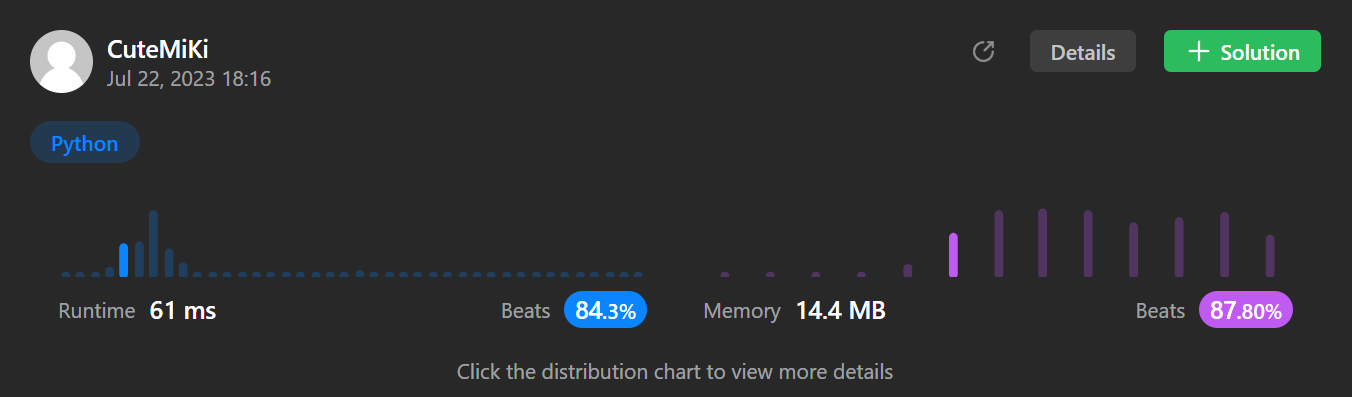 CuteMiKi
Jul 22, 2023 18:16
Details
Solution
Python
Runtime 61 ms Beats 84.3% Memory 14.4 MB Beats 87.80%
Click the distribution chart to view more details